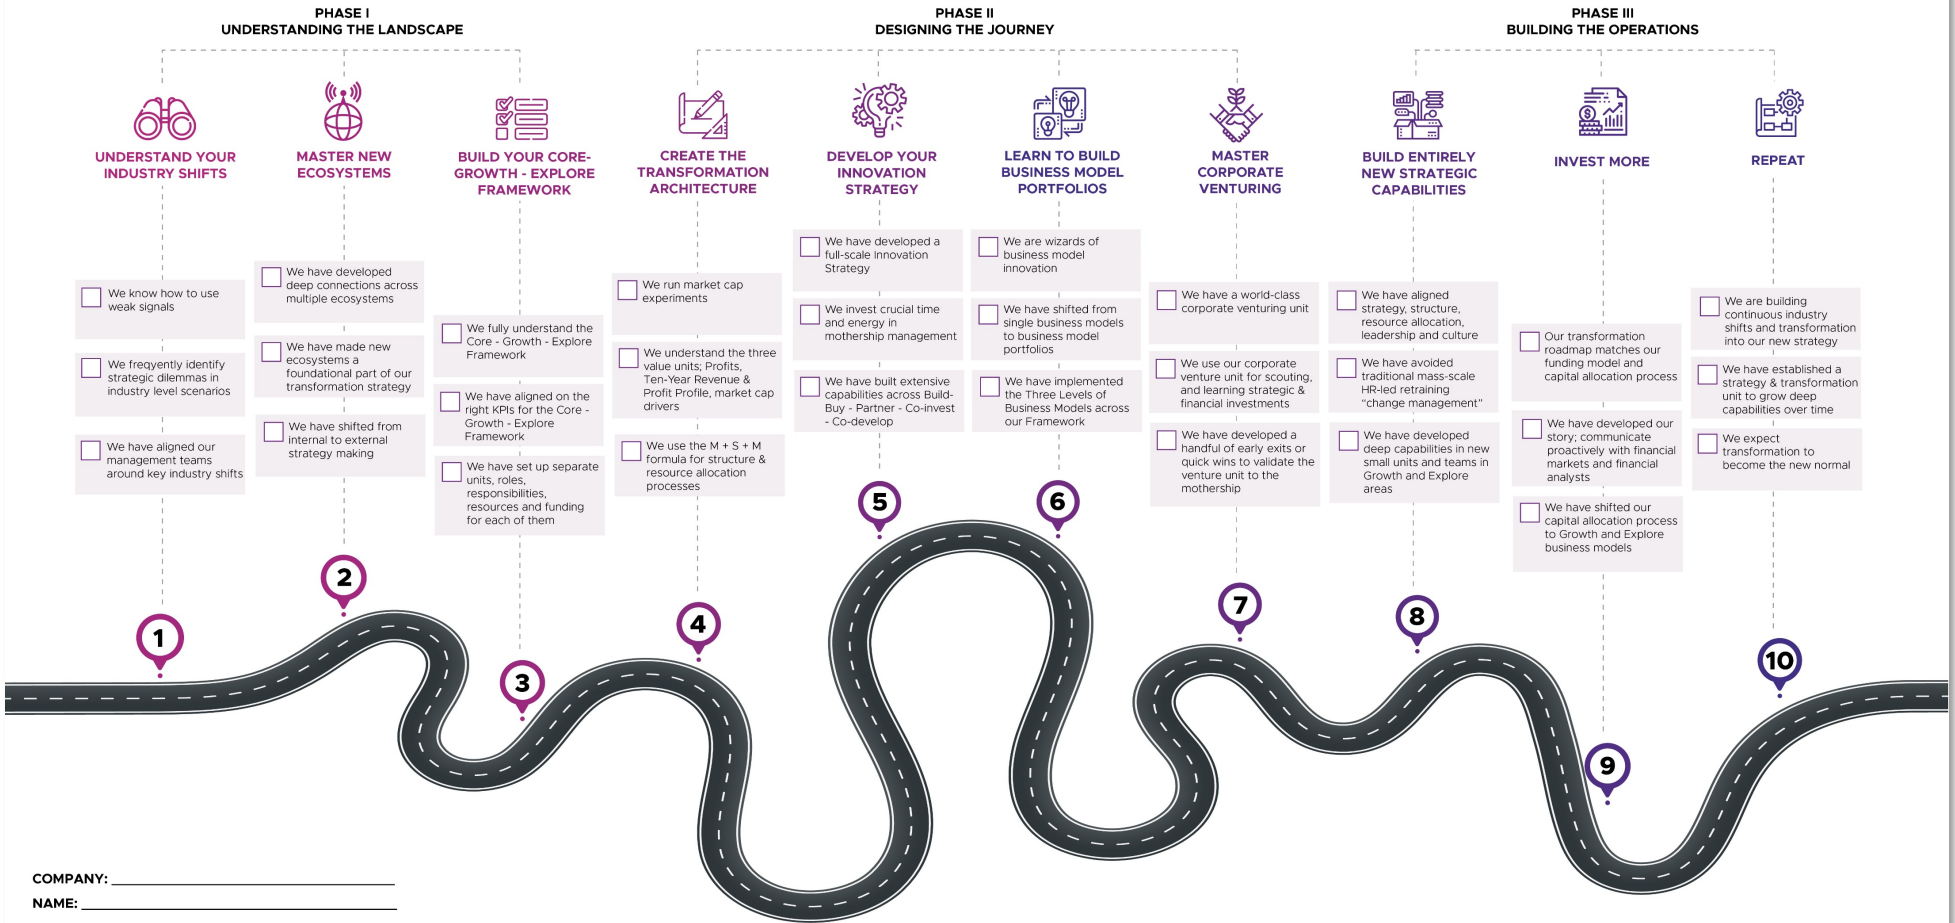 PHASE I
UNDERSTANDING THE LANDSCAPE
PHASE II
DESIGNING THE JOURNEY
PHASE III
BUILDING THE OPERATIONS
UNDERSTAND YOUR
INDUSTRY SHIFTS
MASTER NEW
ECOSYSTEMS
BUILD YOUR CORE-
GROWTH - EXPLORE
FRAMEWORK
CREATE THE
TRANSFORMATION
ARCHITECTURE
DEVELOP YOUR
INNOVATION
STRATEGY
LEARN TO BUILD
BUSINESS MODEL
PORTFOLIOS
MASTER
CORPORATE
VENTURING
BUILD ENTIRELY
NEW STRATEGIC
CAPABILITIES
INVEST MORE
REPEAT
We know how to use
weak signals
We freqyently identify
strategic dilemmas in
industry level scenarios
We have aligned our
management teams
around key industry shifts
We have developed
deep connections across
multiple ecosystems
We have made new
ecosystems a
foundational part of our
transformation strategy
We have shifted from
internal to external
strategy making
We fully understand the
Core - Growth - Explore
Framework
We have aligned on the
right KPIs for the Core -
Growth - Explore
Framework
We have set up separate
units, roles,
responsibilities,
resources and funding
for each of them
We run market cap
experiments
We understand the three
value units; Profits,
Ten-Year Revenue &
Profit Profile, market cap
drivers
We use the M + S + M
formula for structure &
resource allocation
processes
We have developed a
full-scale Innovation
Strategy
We invest crucial time
and energy in
mothership management
We have built extensive
capabilities across Build-
Buy - Partner - Co-invest
- Co-develop
We are wizards of
business model
innovation
We have shifted from
single business models
to business model
portfolios
We have implemented
the Three Levels of
Business Models across
our Framework
We have a world-class
corporate venturing unit
We use our corporate
venture unit for scouting,
and learning strategic &
financial investments
We have developed a
handful of early exits or
quick wins to validate the
venture unit to the
mothership
We have aligned
strategy, structure,
resource allocation,
leadership and culture
We have avoided
traditional mass-scale
HR-led retraining
“change management”
We have developed
deep capabilities in new
small units and teams in
Growth and Explore
areas
Our transformation
roadmap matches our
funding model and
capital allocation process
We have developed our
story; communicate
proactively with financial
markets and financial
analysts
We have shifted our
capital allocation process
to Growth and Explore
business models
We are building
continuous industry
shifts and transformation
into our new strategy
We have established a
strategy & transformation
unit to grow deep
capabilities over time
We expect
transformation to
become the new normal
1
2
3
4
5
6
7
8
9
10
COMPANY:
NAME: